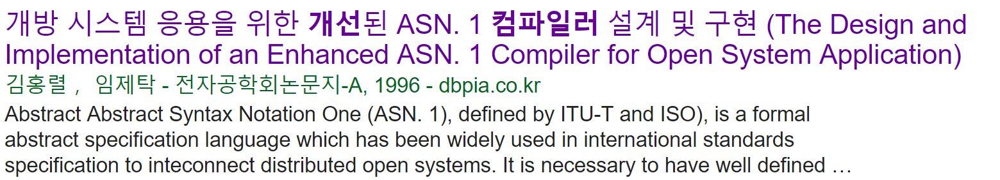 개방 시스템 응용을 위한 개선된 ASN. 1 컴파일러 설계 및 구현 (The Design and
Implementation of an Enhanced ASN. 1 Compiler for Open System Application)
김홍렬 , 임제탁 - 전자공학회논문지-A, 1996 - dbpia.co.kr
Abstract Abstract Syntax Notation One (ASN. 1), defined by ITU-T and ISO), is a formal
abstract specification language which has been widely used in international standards
specification to inteconnect distributed open systems. It is necessary to have well defined …